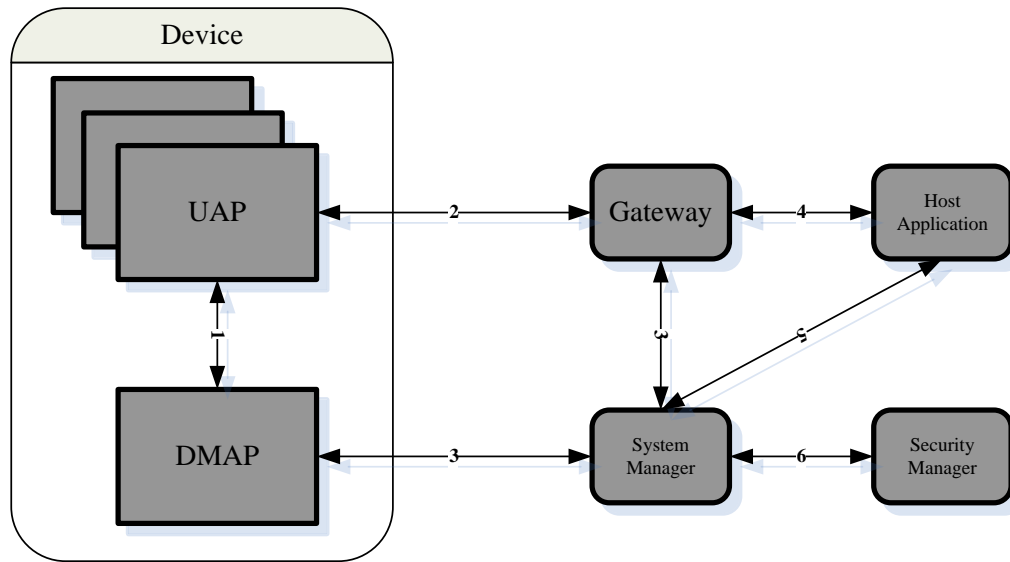 Device
UAP
2
Gateway
4
Host
Application
1
3
5
DMAP
3
System
Manager
6
Security
Manager